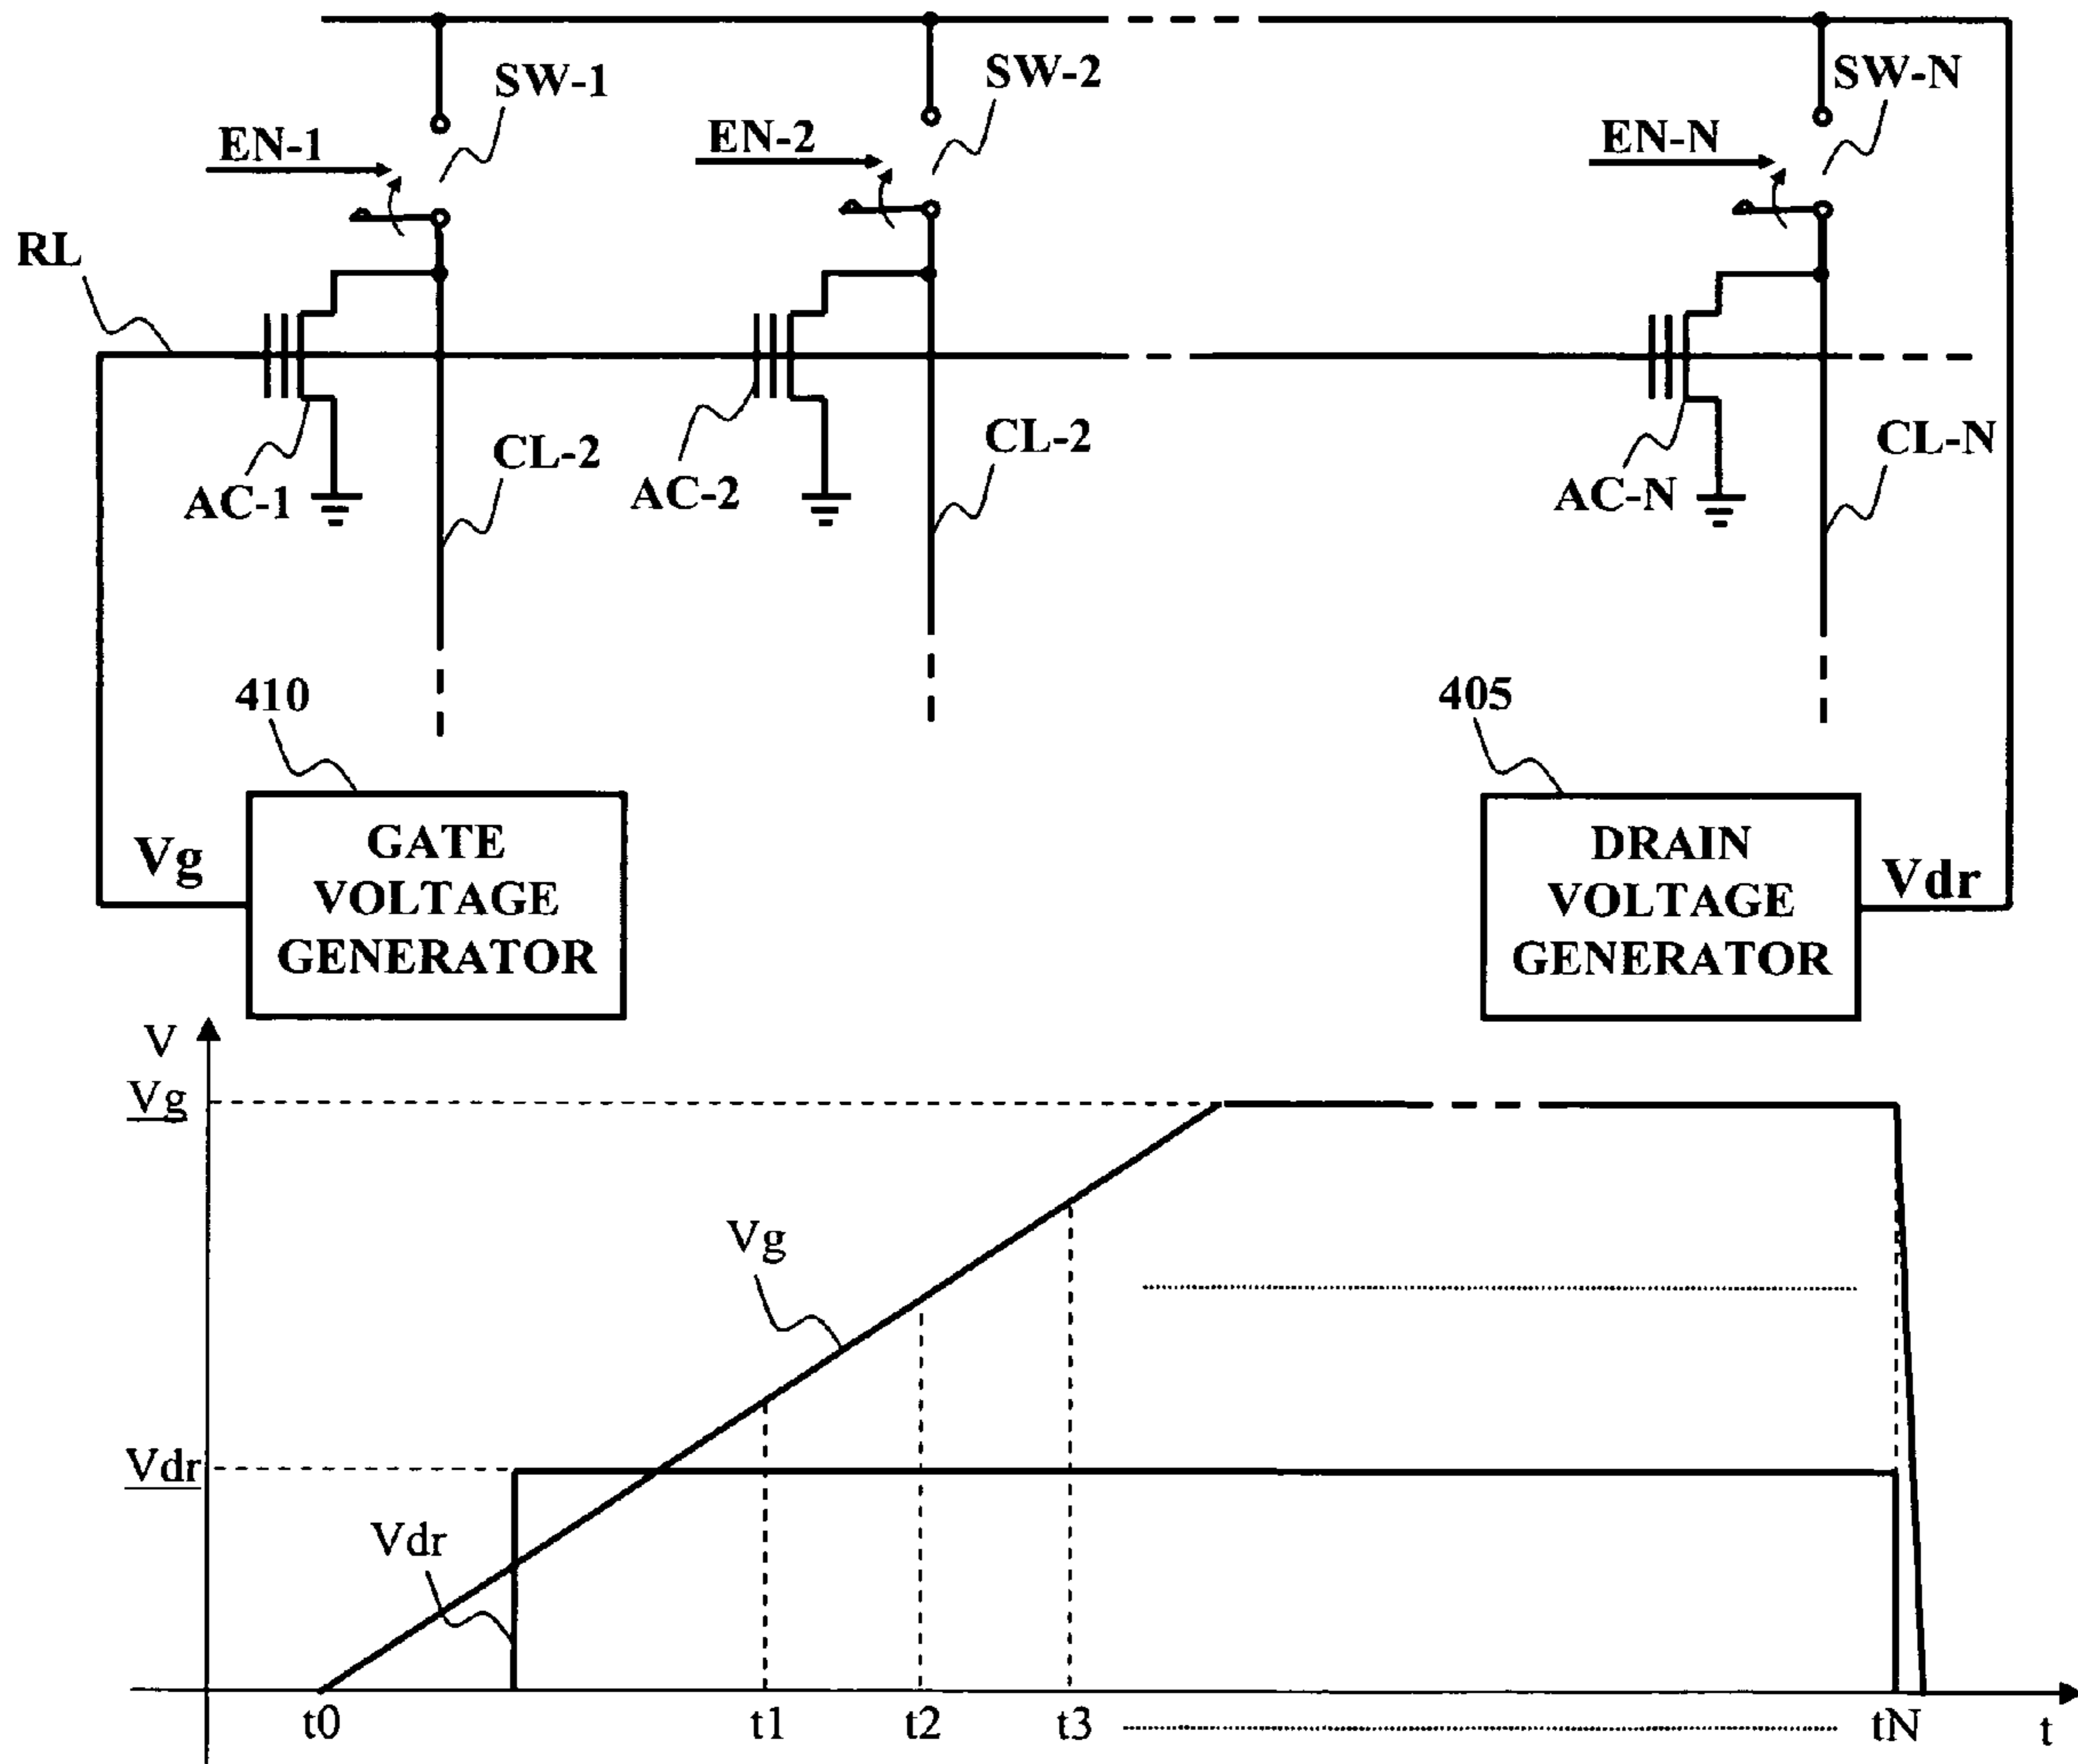 SW-1
SW-2
SW-N
EN-1
EN-2
EN-N
RL
AC-1
CL-2
AC-2
CL-2
AC-N
CL-N
410
405
Vg
GATE
VOLTAGE
GENERATOR
DRAIN
VOLTAGE
GENERATOR
Vdr
V
Vg
Vg
Vdr
Vdr
t0
t1
t2
t3
tN
t